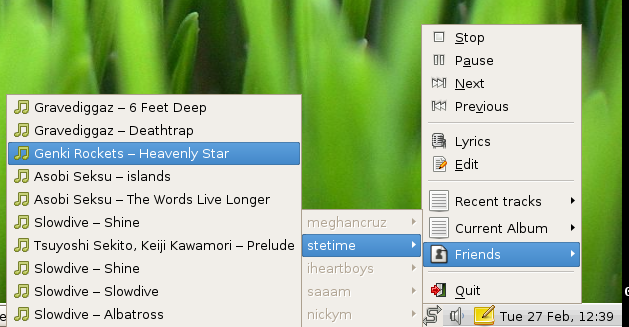 Stop
Pause
Next
Previous
Lyrics
Edit
Recent tracks
Current Album
Friends
Quit
meghancruz
stetime
iheartboys
saaam
nickym
Gravediggaz – 6 Feet Deep
Gravediggaz – Deathtrap
Genki Rockets – Heavenly Star
Asobi Seksu – islands
Asobi Seksu – The Words Live Longer
Slowdive – Shine
Tsuyoshi Sekito, Keiji Kawamori – Prelude
Slowdive – Shine
Slowdive – Slowdive
Slowdive – Albatross
Tue 27 Feb, 12:39